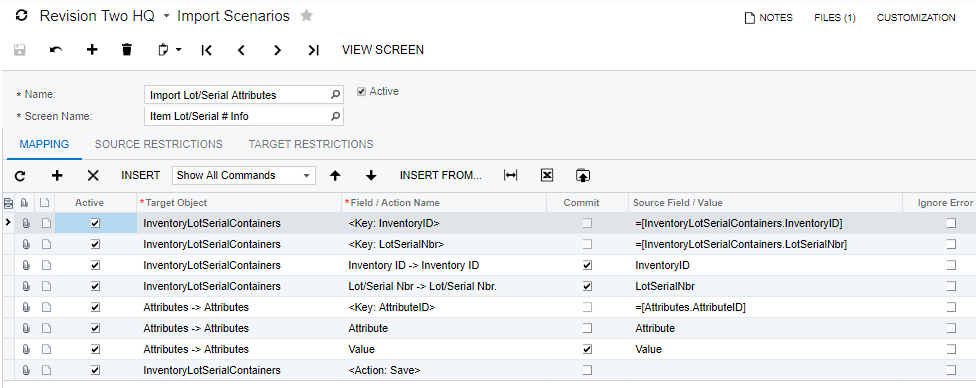 Revision Two HQ Import Scenarios NOTES FILES (1) CUSTOMIZATION
VIEW SCREEN
* Name: Import Lot/Serial Attributes Active
* Screen Name: Item Lot/Serial # Info
MAPPING SOURCE RESTRICTIONS TARGET RESTRICTIONS
INSERT Show All Commands INSERT FROM...
Active *Target Object *Field / Action Name Commit Source Field / Value Ignore Error
InventoryLotSerialContainers <Key: InventoryID> =[InventoryLotSerialContainers.InventoryID]
InventoryLotSerialContainers <Key: LotSerialNbr> =[InventoryLotSerialContainers.LotSerialNbr]
InventoryLotSerialContainers Inventory ID -> Inventory ID InventoryID
InventoryLotSerialContainers Lot/Serial Nbr -> Lot/Serial Nbr. LotSerialNbr
Attributes -> Attributes <Key: AttributeID> =[Attributes.AttributeID]
Attributes -> Attributes Attribute Attribute
Attributes -> Attributes Value Value
InventoryLotSerialContainers <Action: Save>